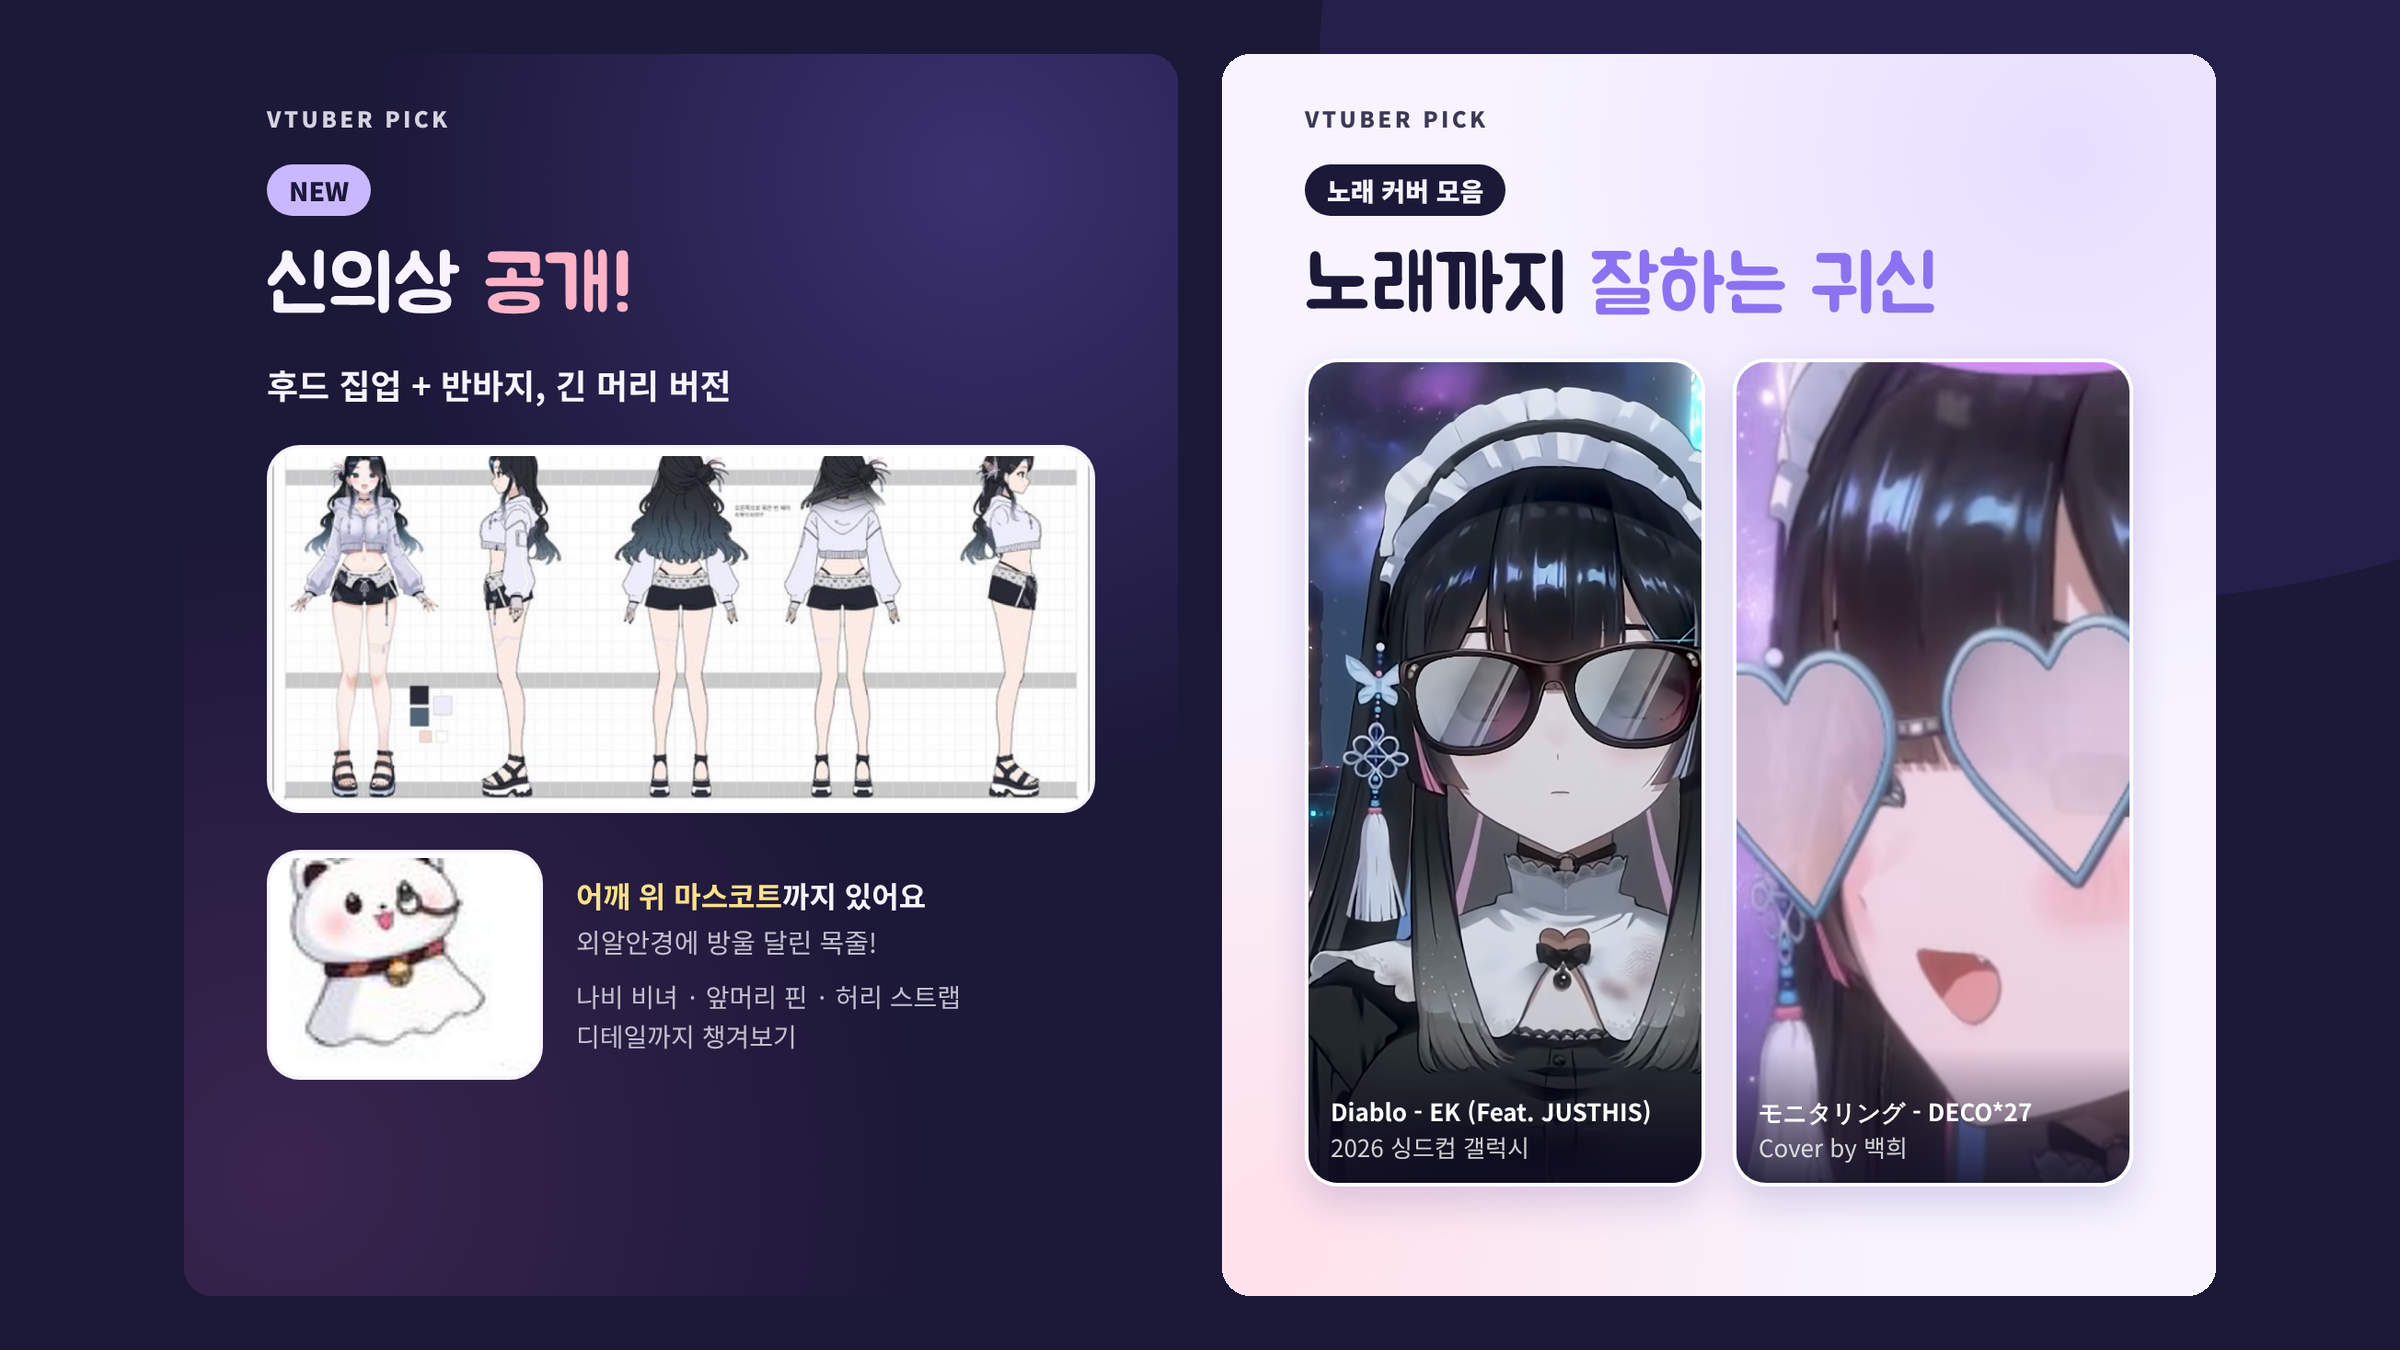 VTUBER PICK
NEW
신의상 공개!
후드 집업 + 반바지, 긴 머리 버전
어깨 위 마스코트까지 있어요
외알안경에 방울 달린 목줄!
나비 비녀 · 앞머리 핀 · 허리 스트랩
디테일까지 챙겨보기
VTUBER PICK
노래 커버 모음
노래까지 잘하는 귀신
Diablo - EK (Feat. JUSTHIS)
2026 싱드컵 갤럭시
モニタリング - DECO*27
Cover by 백희